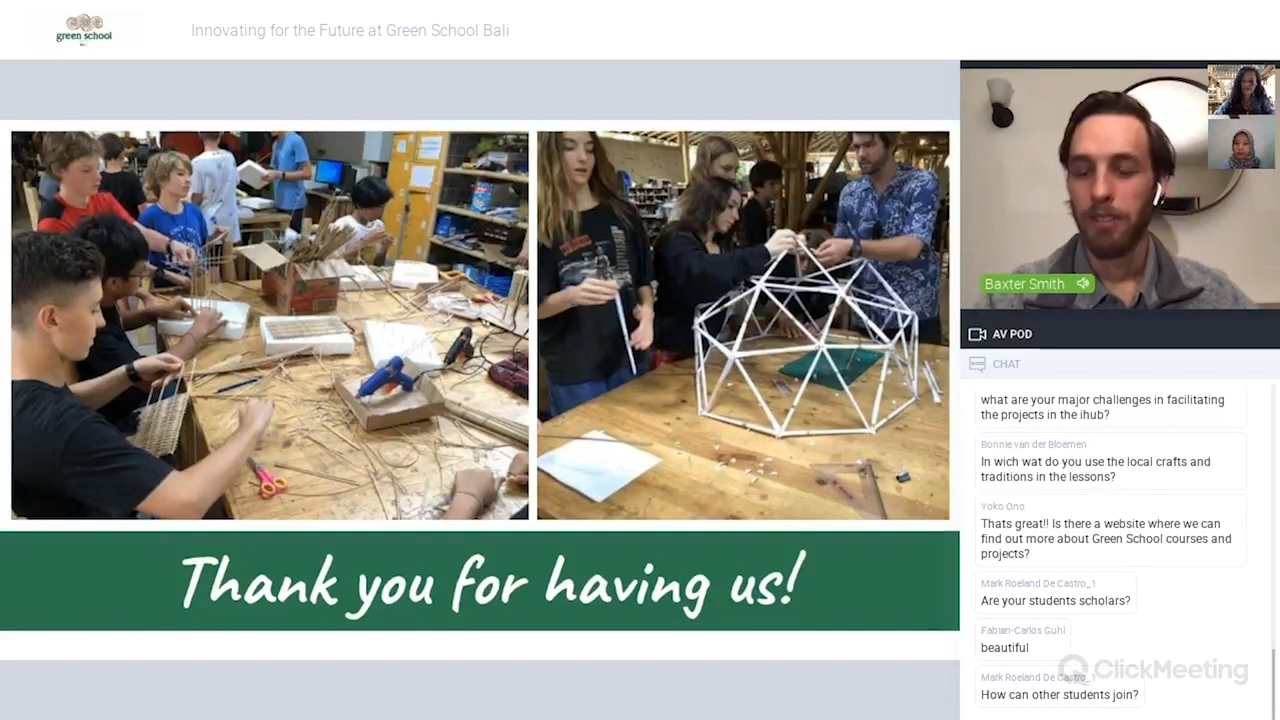 green school
Innovating for the Future at Green School Bali
Thank you for having us!
Baxter Smith
AV POD
CHAT
what are your major challenges in facilitating
the projects in the ihub?
Bonnie van der Bloemen
In wich wat do you use the local crafts and
traditions in the lessons?
Yoko Ono
Thats great!! Is there a website where we can
find out more about Green School courses and
projects?
Mark Roeland De Castro_1
Are your students scholars?
Fabian-Carlos Guhl
beautiful
Mark Roeland De Castro_1
How can other students join?
ClickMeeting